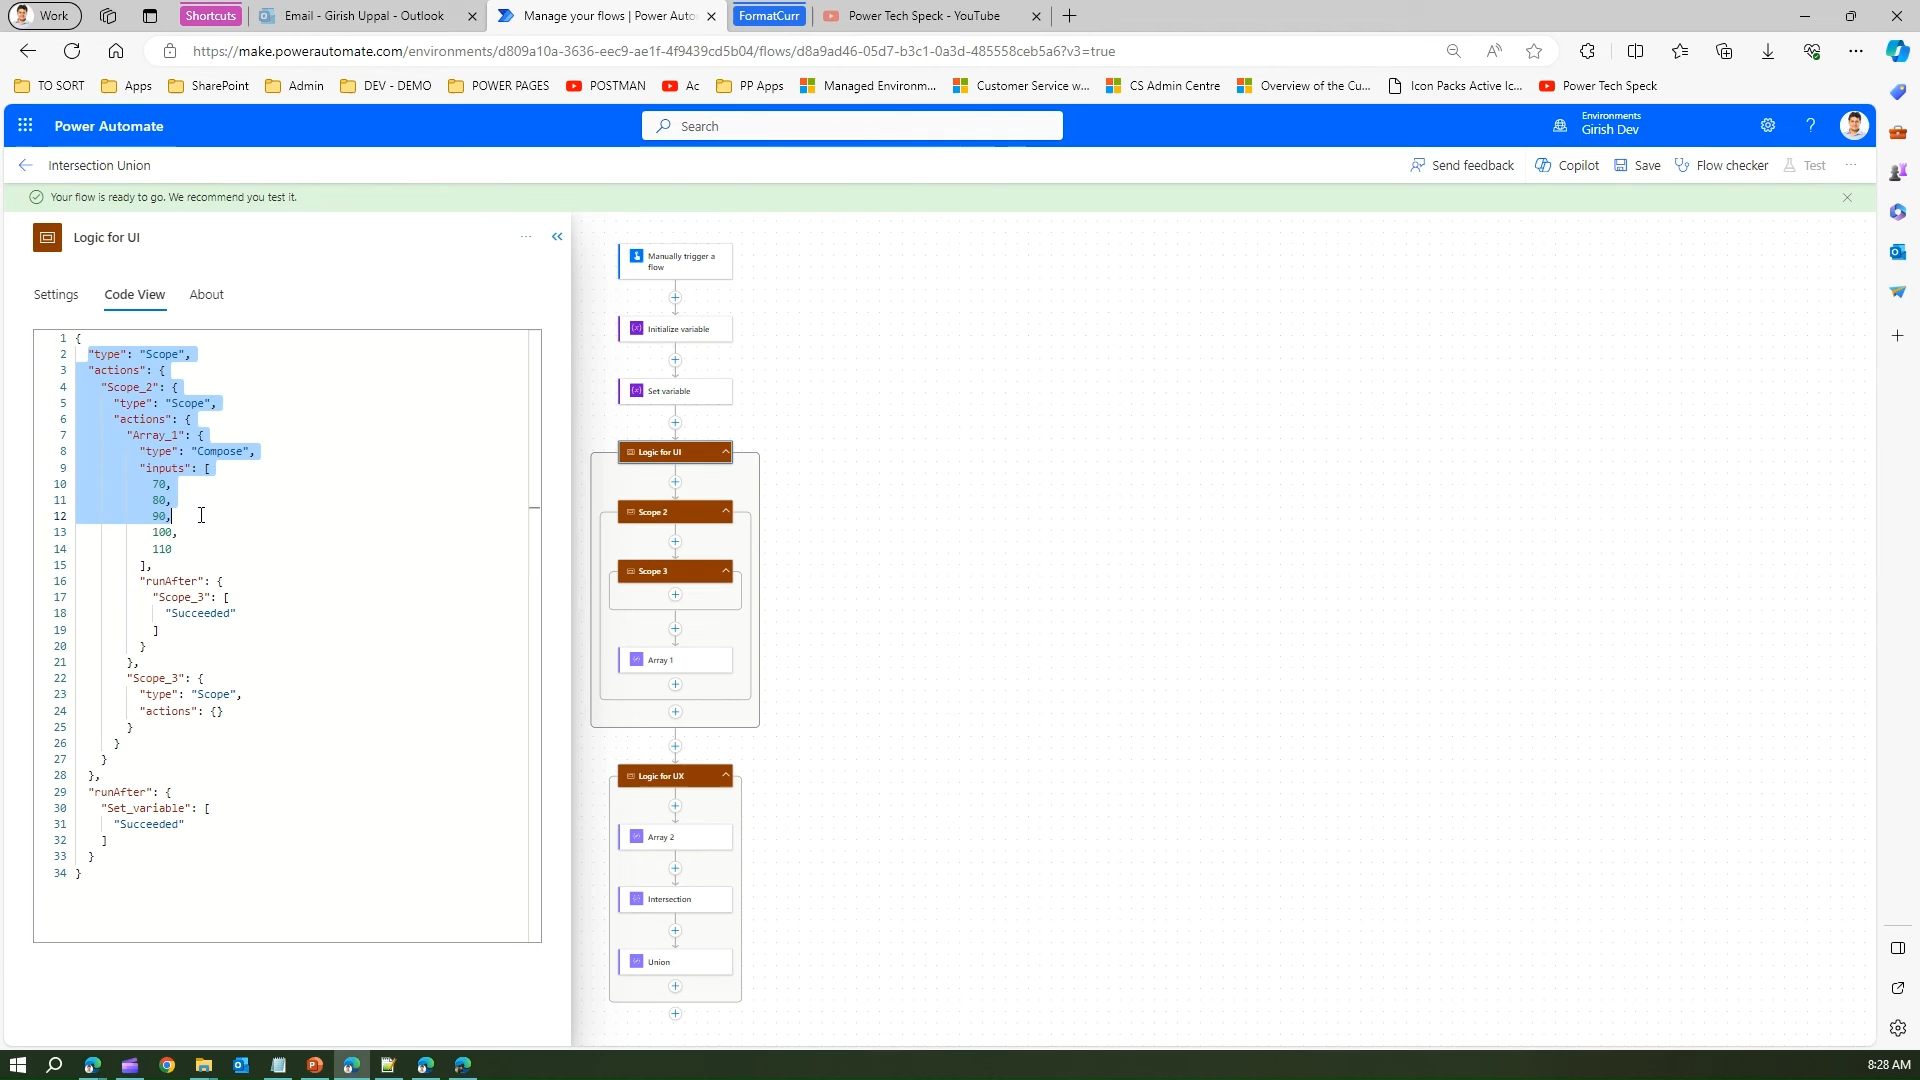 Work
Shortcuts
Email - Girish Uppal - Outlook
Manage your flows | Power Auto
FormatCurr
Power Tech Speck - YouTube
https://make.powerautomate.com/environments/d809a10a-3636-eec9-ae1f-4f9439cd5b04/flows/d8a9ad46-05d7-b3c1-0a3d-485558ceb5a6?v3=true
TO SORT
Apps
SharePoint
Admin
DEV - DEMO
POWER PAGES
POSTMAN
Ac
PP Apps
Managed Environm...
Customer Service w...
CS Admin Centre
Overview of the Cu...
Icon Packs Active Ic...
Power Tech Speck
Power Automate
Search
Environments
Girish Dev
Intersection Union
Send feedback
Copilot
Save
Flow checker
Test
Your flow is ready to go. We recommend you test it.
Logic for UI
Settings
Code View
About
1 {
2 "type": "Scope",
3 "actions": {
4 "Scope_2": {
5 "type": "Scope",
6 "actions": {
7 "Array_1": {
8 "type": "Compose",
9 "inputs": [
10 70,
11 80,
12 90,
13 100,
14 110
15 ],
16 "runAfter": {
17 "Scope_3": [
18 "Succeeded"
19 ]
20 }
21 },
22 "Scope_3": {
23 "type": "Scope",
24 "actions": {}
25 }
26 }
27 }
28 },
29 "runAfter": {
30 "Set_variable": [
31 "Succeeded"
32 ]
33 }
34 }
Manually trigger a
flow
Initialize variable
Set variable
Logic for UI
Scope 2
Scope 3
Array 1
Logic for UX
Array 2
Intersection
Union
8:28 AM